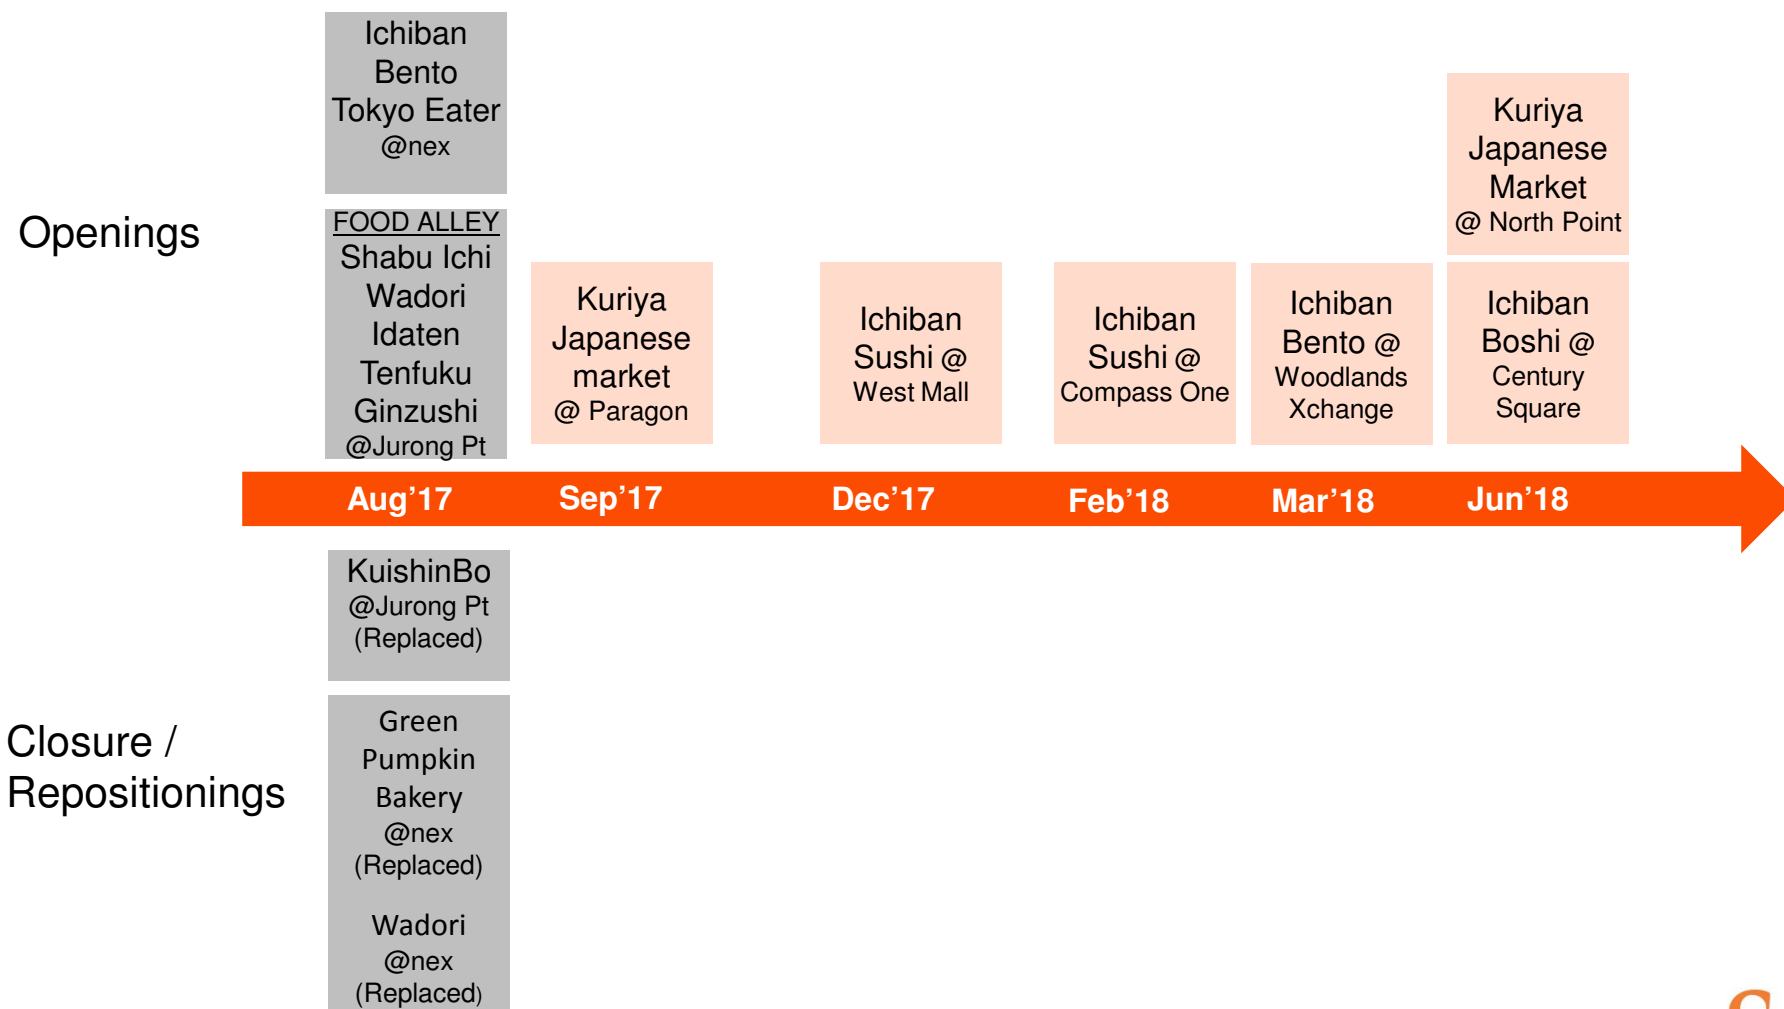 Openings
Ichiban
Bento
Tokyo Eater
@nex
FOOD ALLEY
Shabu Ichi
Wadori
Idaten
Tenfuku
Ginzushi
@Jurong Pt
Kuriya
Japanese
market
@ Paragon
Ichiban
Sushi @
West Mall
Ichiban
Sushi @
Compass One
Ichiban
Bento @
Woodlands
Xchange
Kuriya
Japanese
Market
@ North Point
Ichiban
Boshi @
Century
Square
Aug’17
Sep’17
Dec’17
Feb’18
Mar’18
Jun’18
Closure /
Repositionings
KuishinBo
@Jurong Pt
(Replaced)
Green
Pumpkin
Bakery
@nex
(Replaced)
Wadori
@nex
(Replaced)